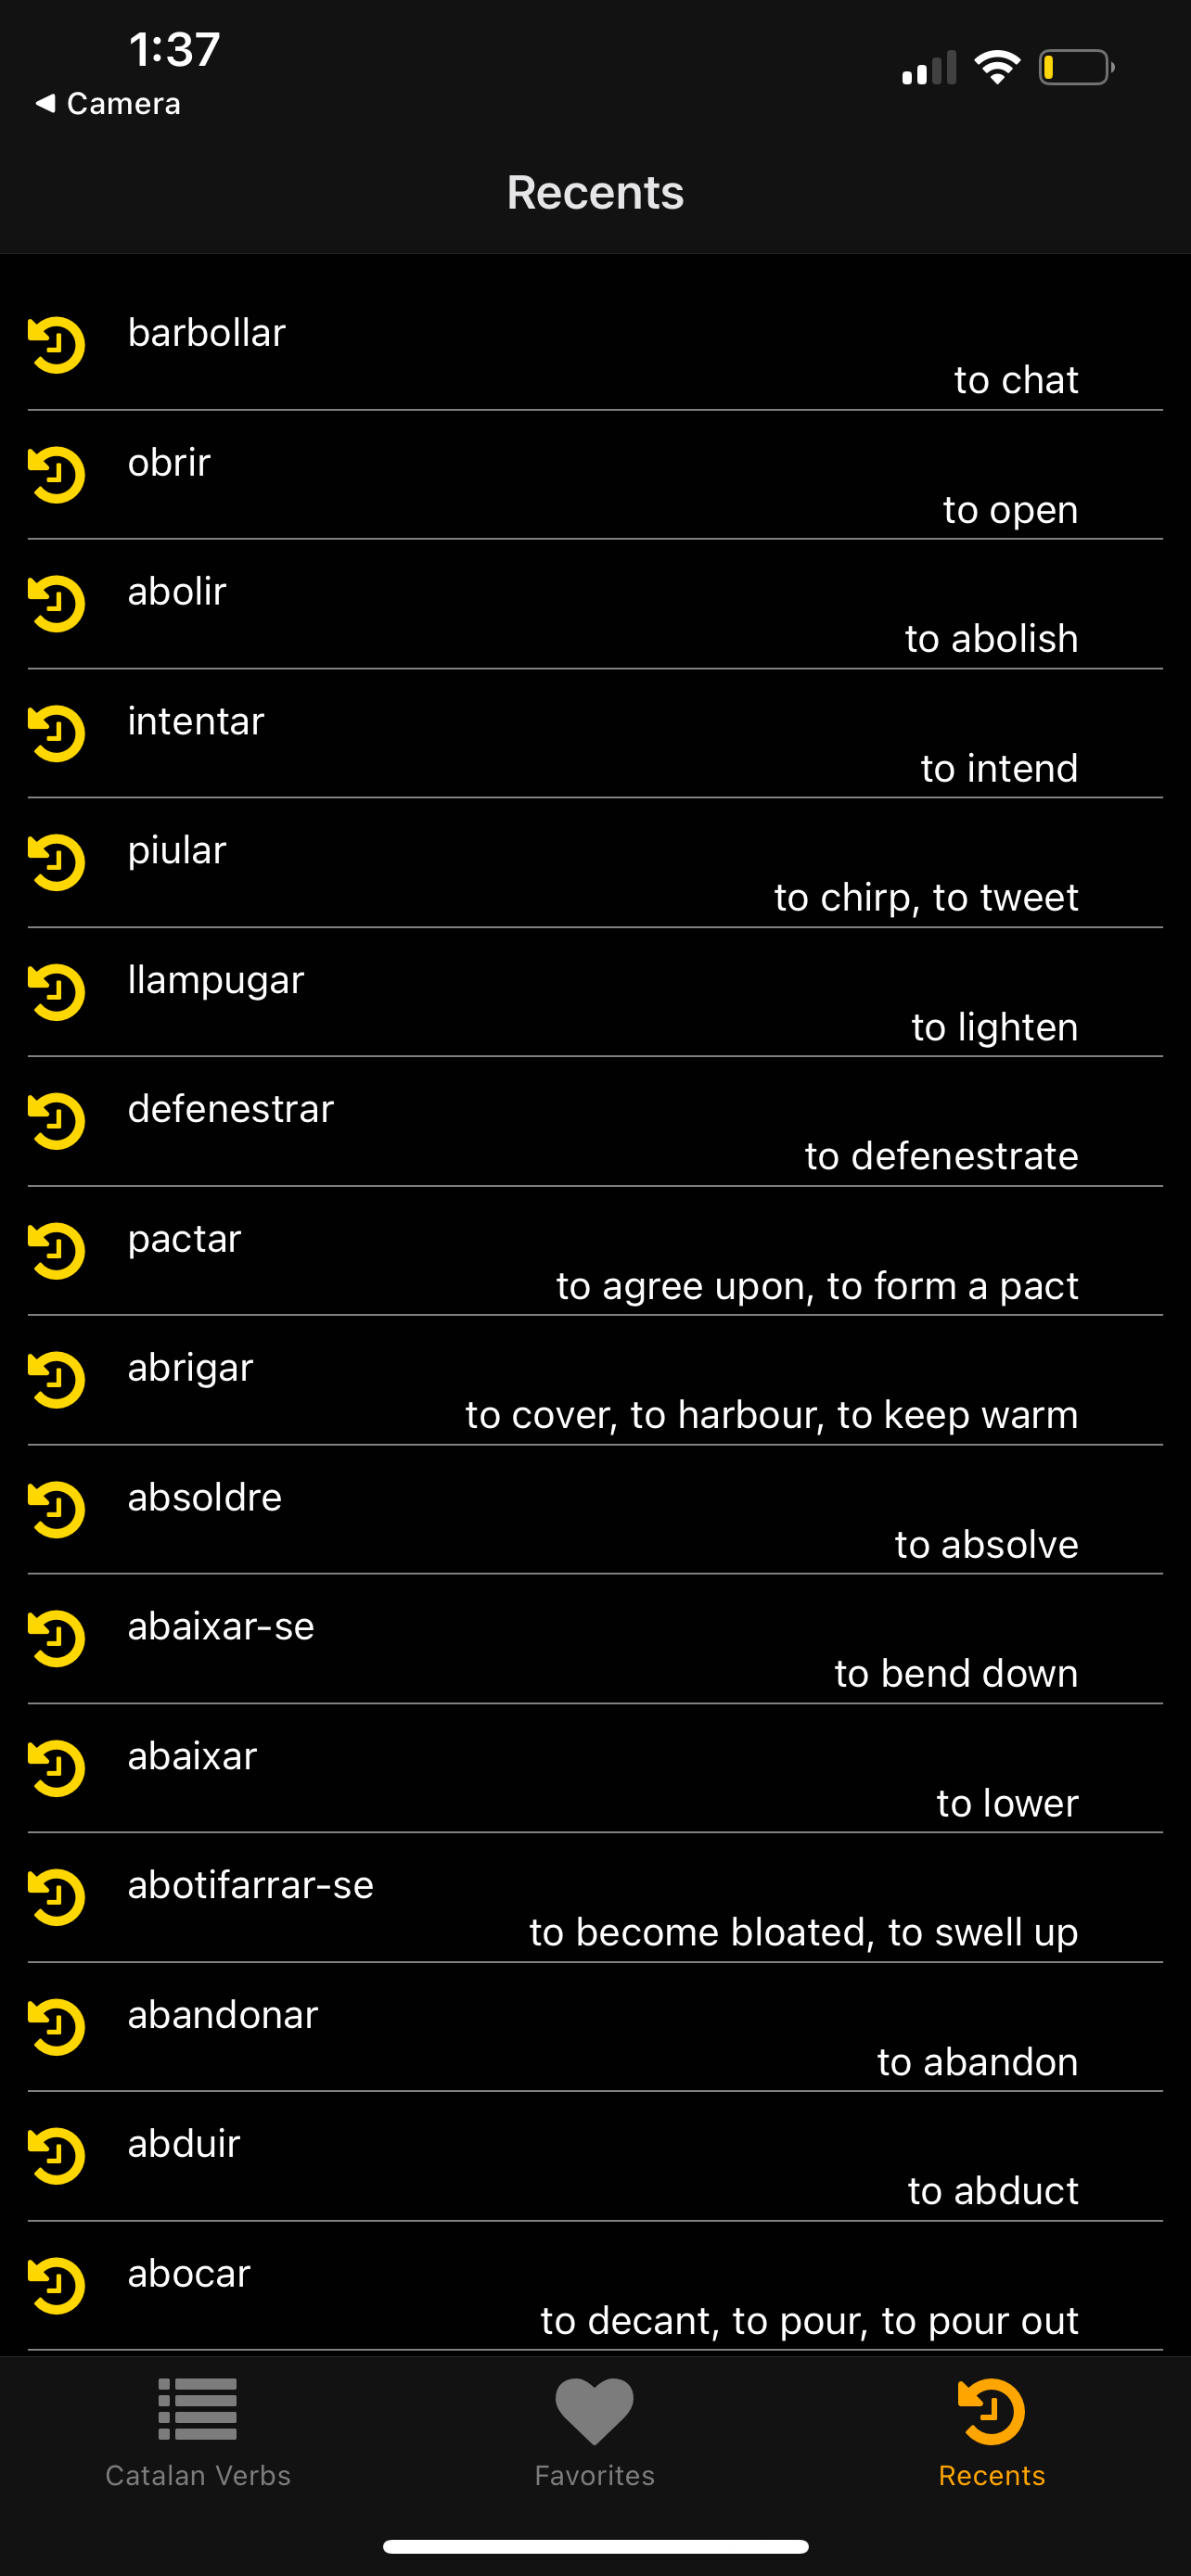 1:37
Camera
Recents
barbollar
to chat
obrir
to open
abolir
to abolish
intentar
to intend
piular
to chirp, to tweet
llampugar
to lighten
defenestrar
to defenestrate
pactar
to agree upon, to form a pact
abrigar
to cover, to harbour, to keep warm
absoldre
to absolve
abaixar-se
to bend down
abaixar
to lower
abotifarrar-se
to become bloated, to swell up
abandonar
to abandon
abduir
to abduct
abocar
to decant, to pour, to pour out
Catalan Verbs
Favorites
Recents